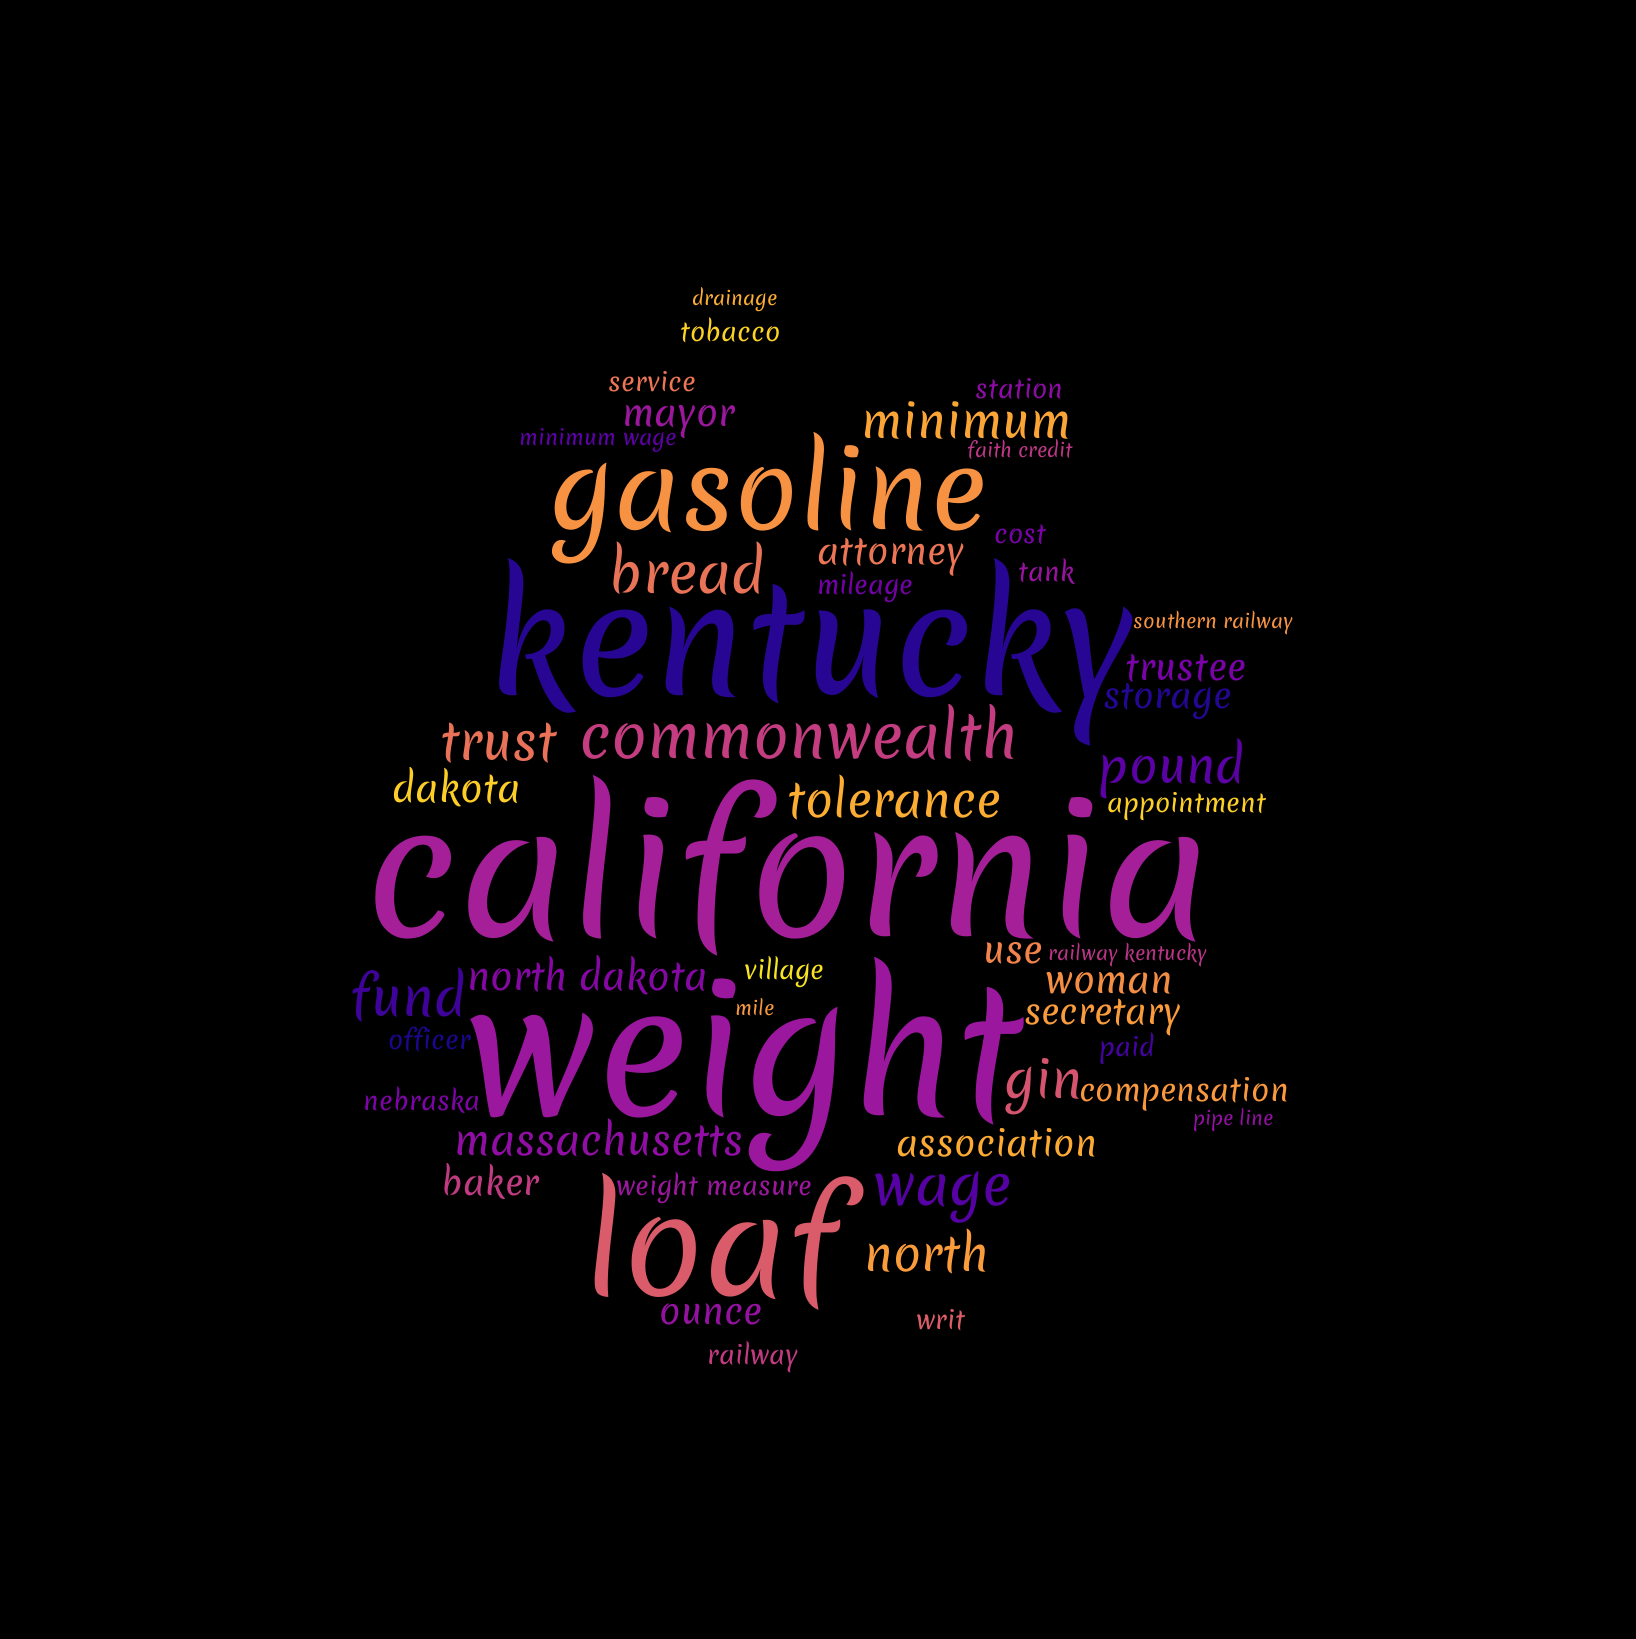 drainage
tobacco
service
station
mayor
minimum
minimum wage
faith credit
gasoline
cost
attorney
bread
tank
mileage
kentucky
southern railway
trustee
storage
commonwealth
trust
pound
dakota
tolerance
appointment
california
use
railway kentucky
village
north dakota
woman
fund
mile
secretary
officer
weight
paid
gin
compensation
nebraska
pipe line
massachusetts
association
baker
weight measure
wage
loaf
north
ounce
writ
railway